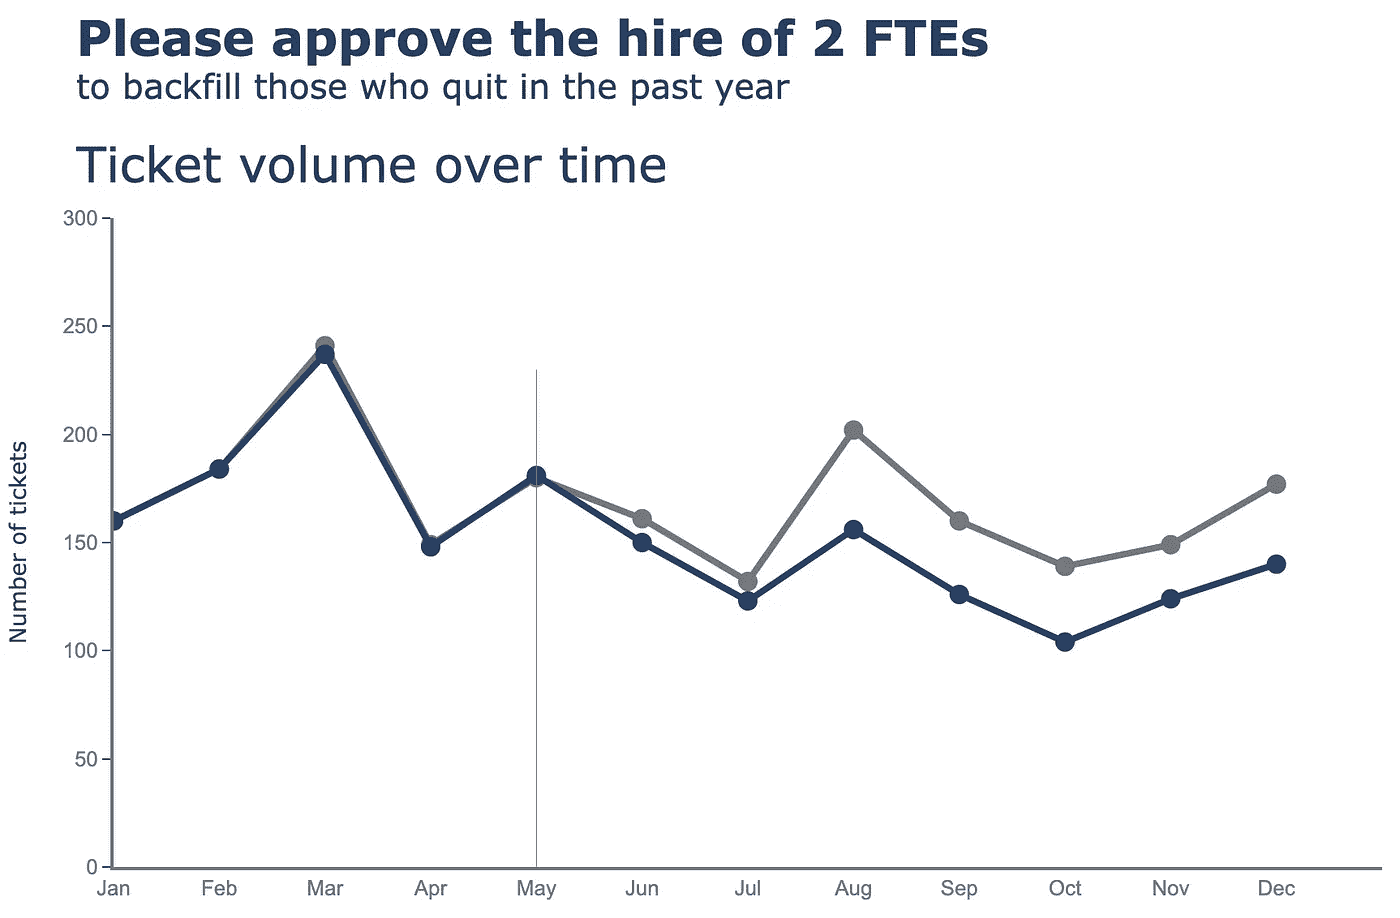 Please approve the hire of 2 FTEs
to backfill those who quit in the past year
Ticket volume over time
300
250
200
150
100
50
0
Number of tickets
Jan
Feb
Mar
Apr
May
Jun
Jul
Aug
Sep
Oct
Nov
Dec